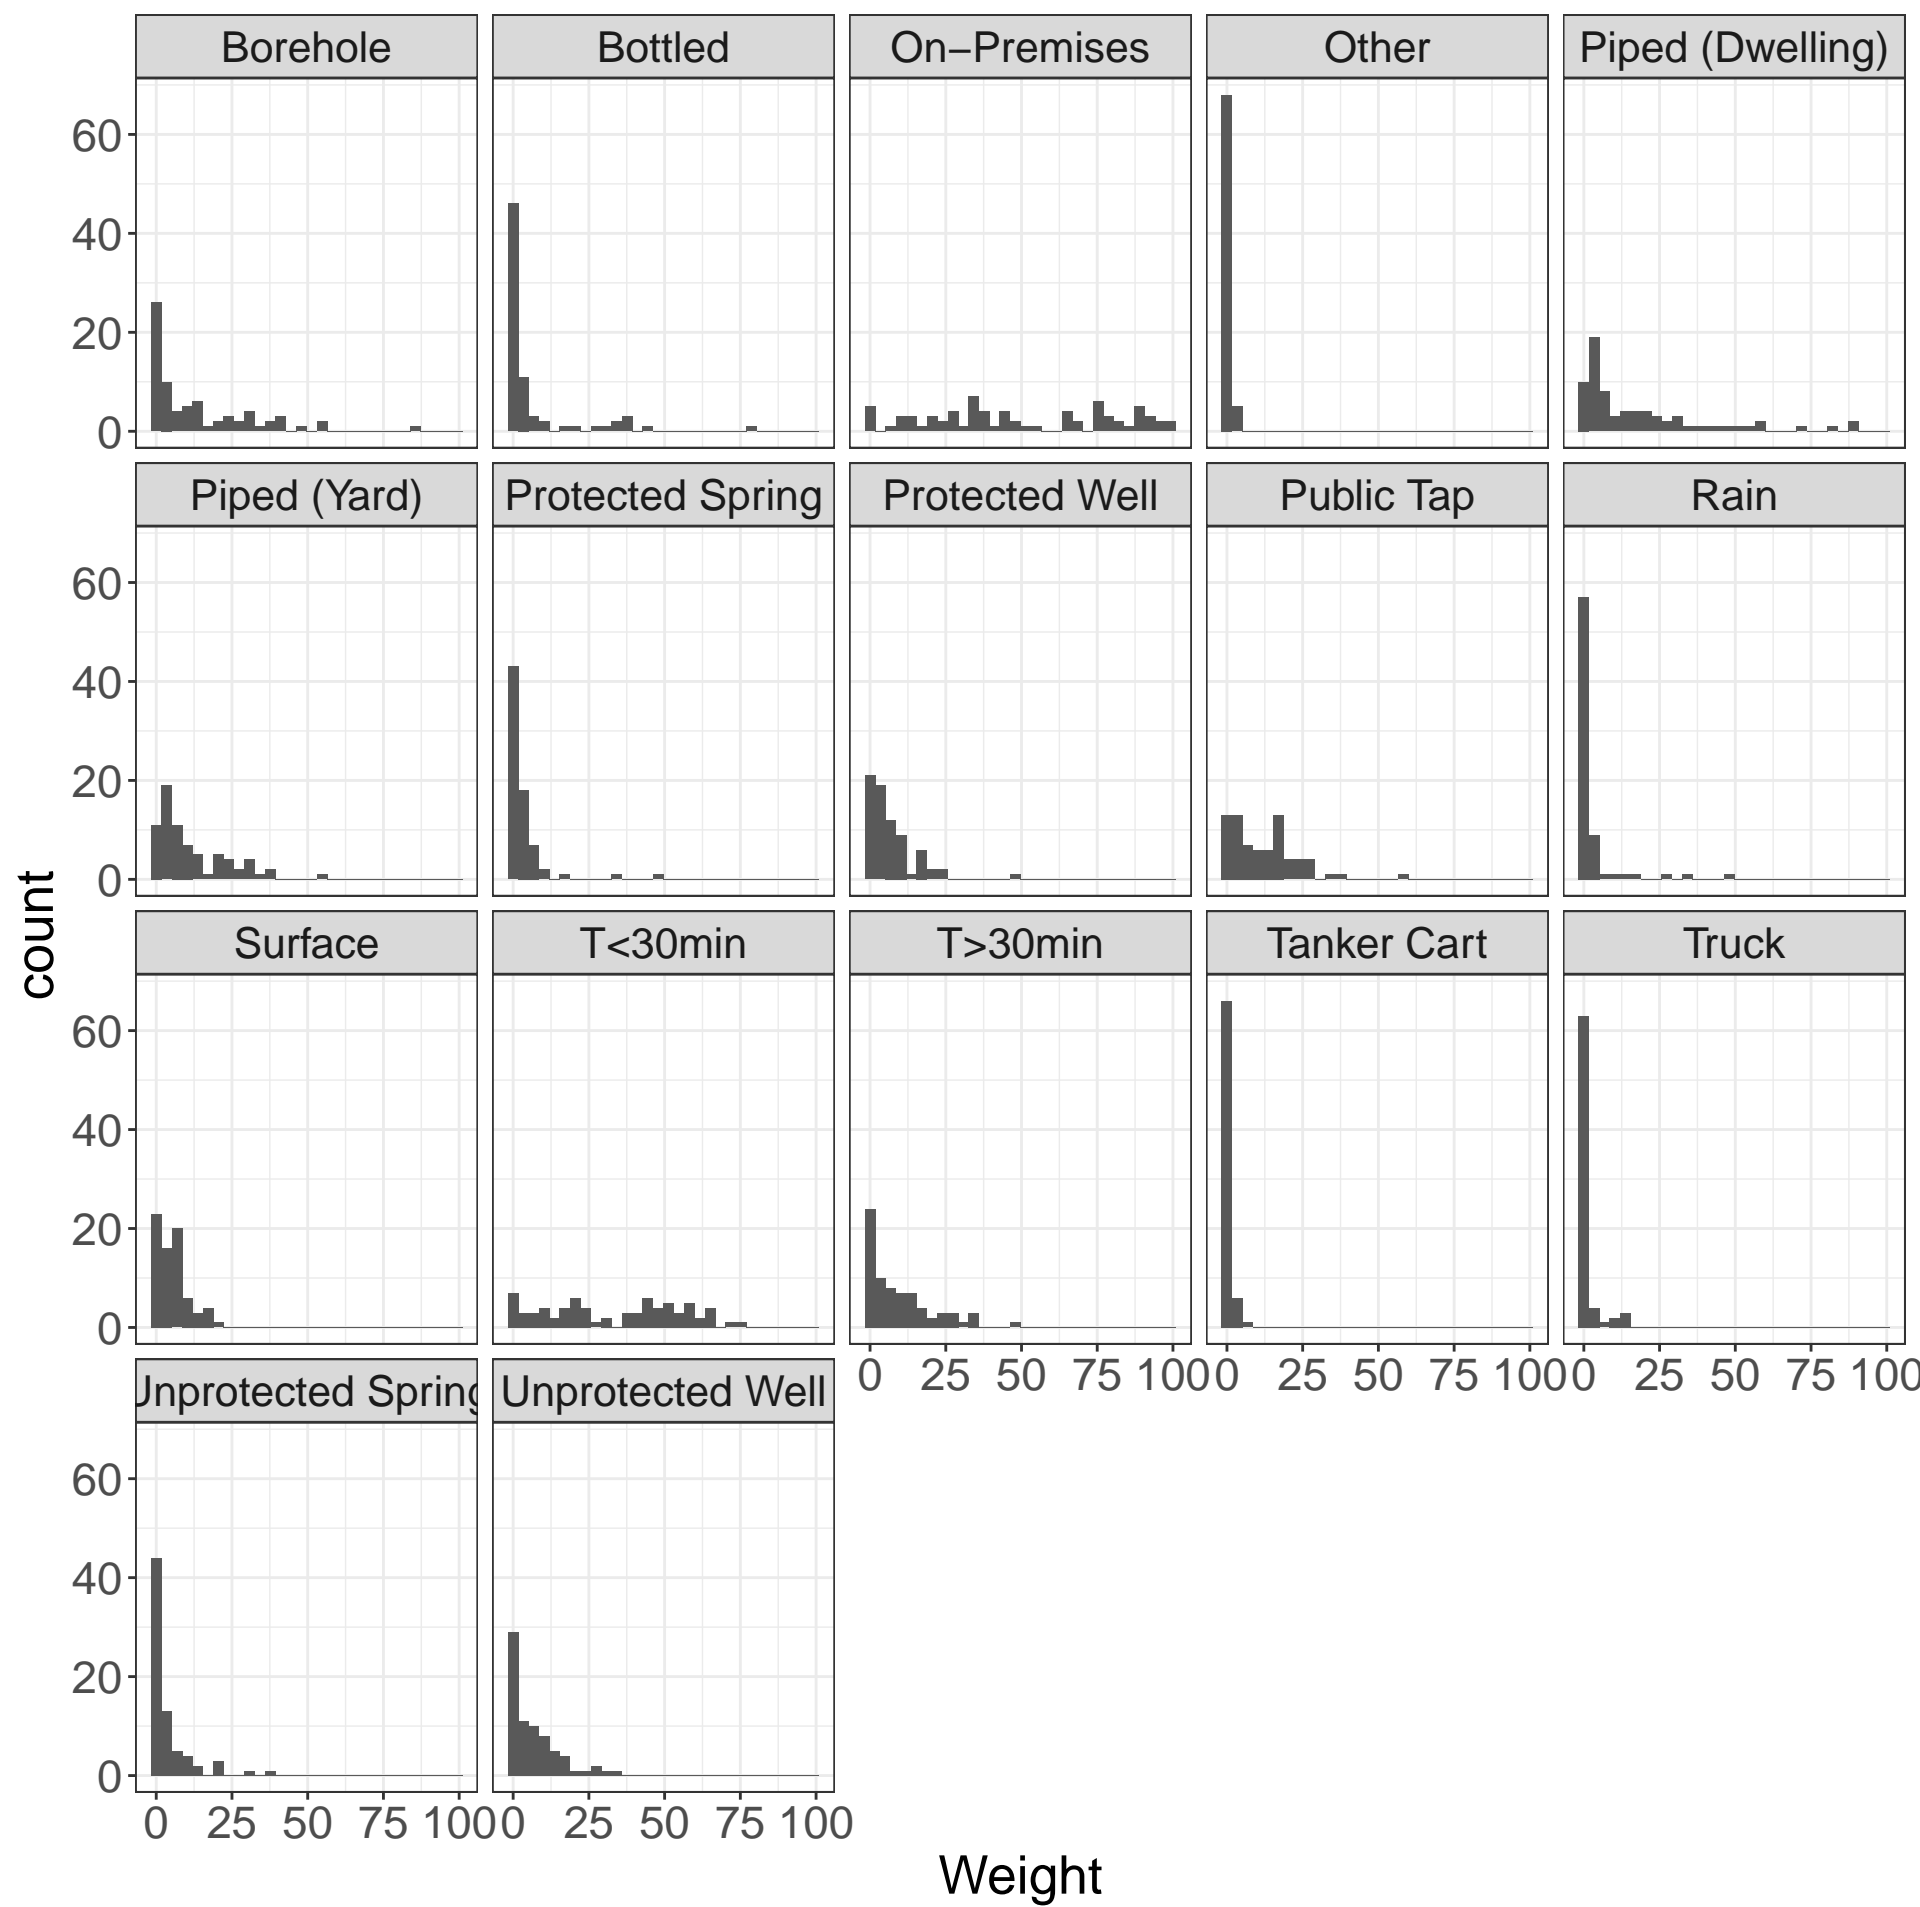 Borehole Bottled On−Premises Other Piped (Dwelling)
60
40
20
0
Piped (Yard) Protected Spring Protected Well Public Tap Rain
60
40
20
0
count
Surface T<30min T>30min Tanker Cart Truck
60
40
20
0
0 25 50 75 100 0 25 50 75 100 0 25 50 75 100
Unprotected Spring Unprotected Well
60
40
20
0
0 25 50 75 100 0 25 50 75 100
Weight